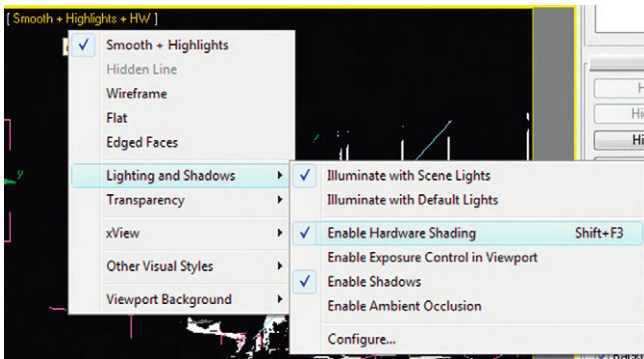 [ Smooth + Highlights + HW ]
Smooth + Highlights
Hidden Line
Wireframe
Flat
Edged Faces
Lighting and Shadows
Transparency
xView
Other Visual Styles
Viewport Background
Illuminate with Scene Lights
Illuminate with Default Lights
Enable Hardware Shading Shift+F3
Enable Exposure Control in Viewport
Enable Shadows
Enable Ambient Occlusion
Configure...
y
H
Hi
Hi